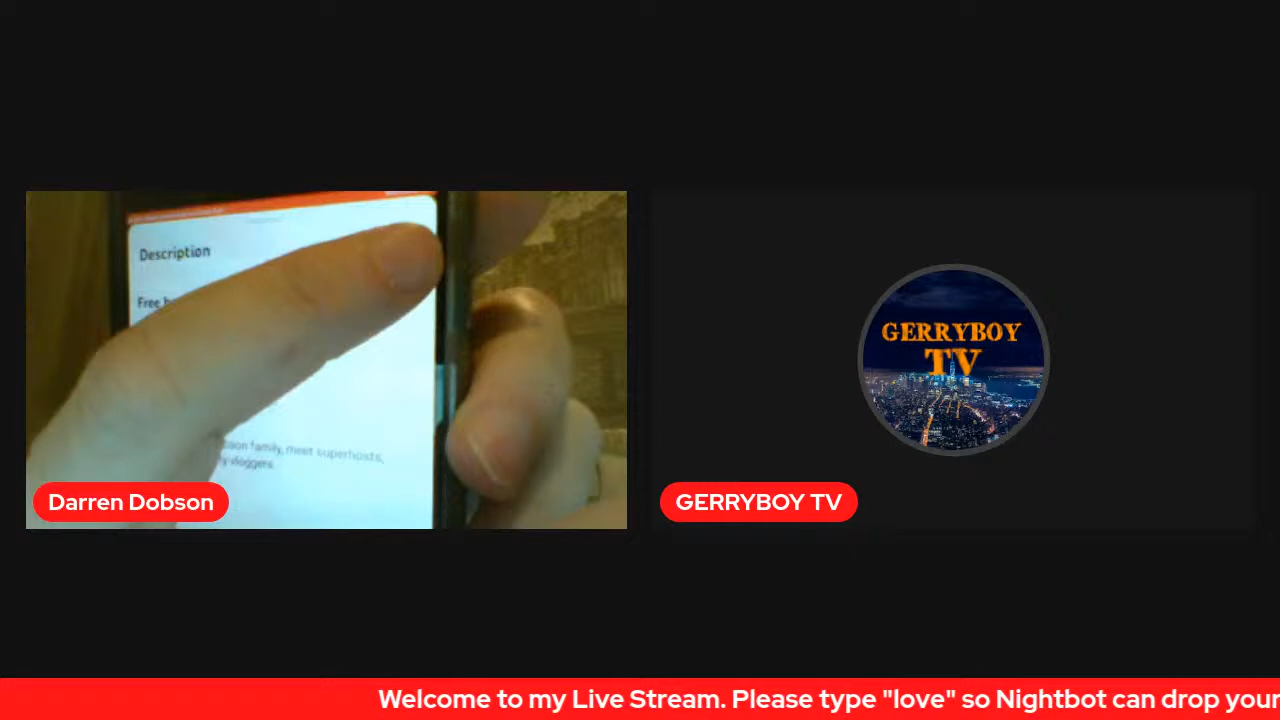 Description
Free
family, meet superhosts,
vloggers.
Darren Dobson
GERRYBOY
TV
GERRYBOY TV
Welcome to my Live Stream. Please type "love" so Nightbot can drop your